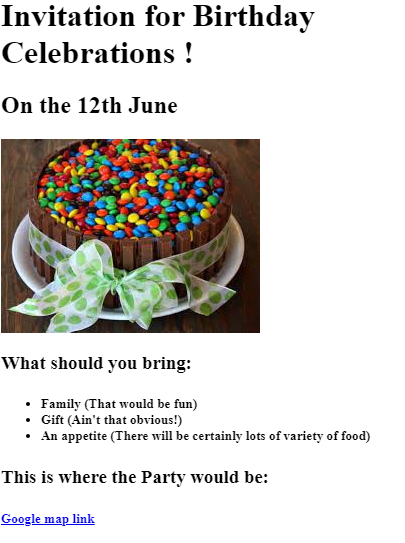 Invitation for Birthday
Celebrations !
On the 12th June
What should you bring:
Family (That would be fun)
Gift (Ain't that obvious!)
An appetite (There will be certainly lots of variety of food)
This is where the Party would be:
Google map link